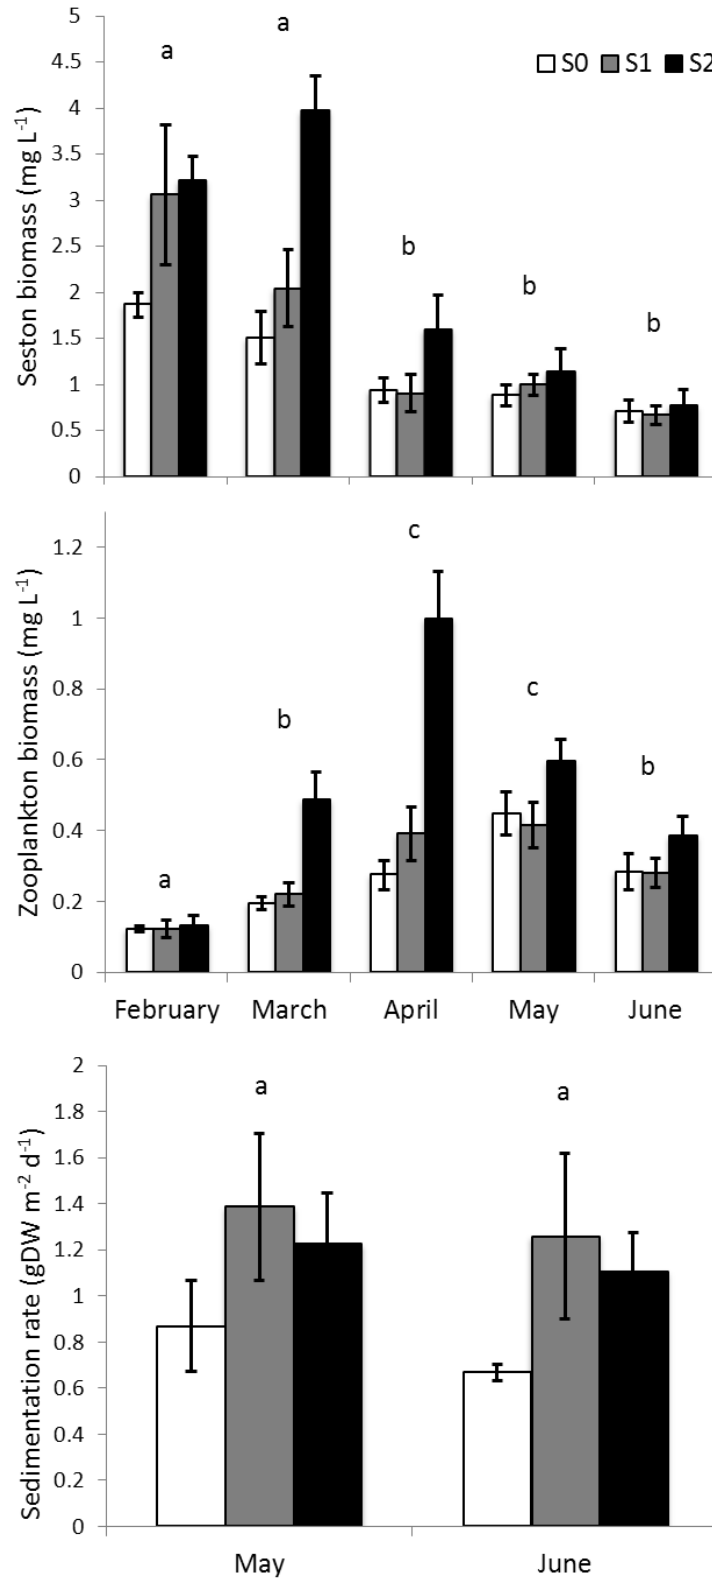 Seston biomass (mg L⁻¹)
5
4.5
4
3.5
3
2.5
2
1.5
1
0.5
0
a
a
b
b
b
S0 S1 S2
Zooplankton biomass (mg L⁻¹)
1.2
1
0.8
0.6
0.4
0.2
0
a
b
c
c
b
February March April May June
Sedimentation rate (gDW m⁻² d⁻¹)
2
1.8
1.6
1.4
1.2
1
0.8
0.6
0.4
0.2
0
a
a
May June